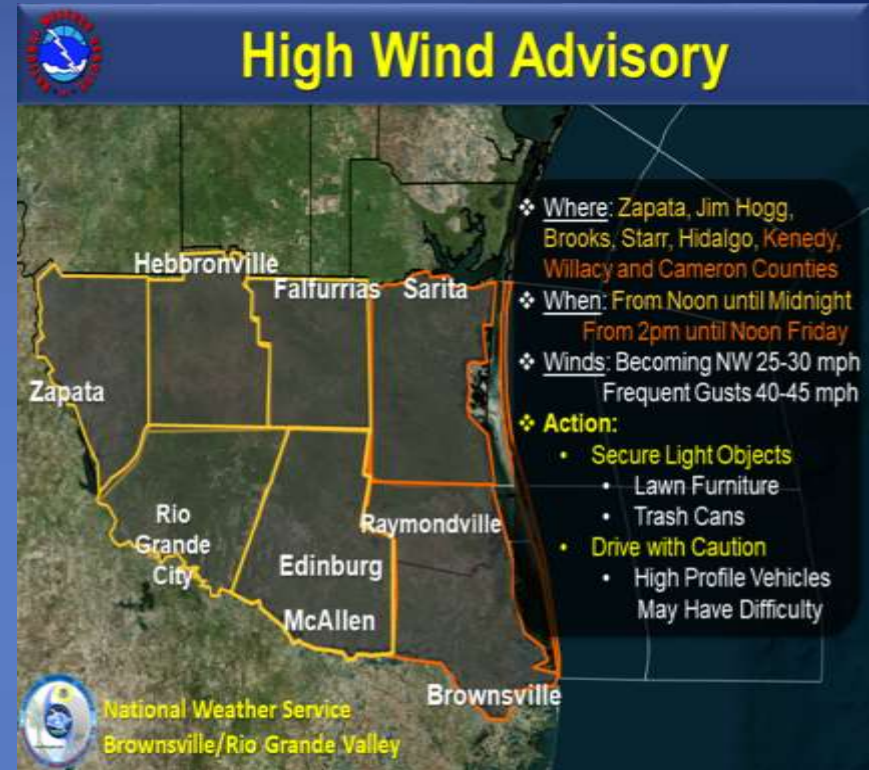 High Wind Advisory
❖ Where: Zapata, Jim Hogg,
Brooks, Starr, Hidalgo, Kenedy,
Willacy and Cameron Counties
❖ When: From Noon until Midnight
From 2pm until Noon Friday
❖ Winds: Becoming NW 25-30 mph
Frequent Gusts 40-45 mph
❖ Action:
• Secure Light Objects
• Lawn Furniture
• Trash Cans
• Drive with Caution
• High Profile Vehicles
May Have Difficulty
Hebbronville
Falfurrias
Sarita
Zapata
Rio
Grande
City
Edinburg
McAllen
Raymondville
Brownsville
National Weather Service
Brownsville/Rio Grande Valley